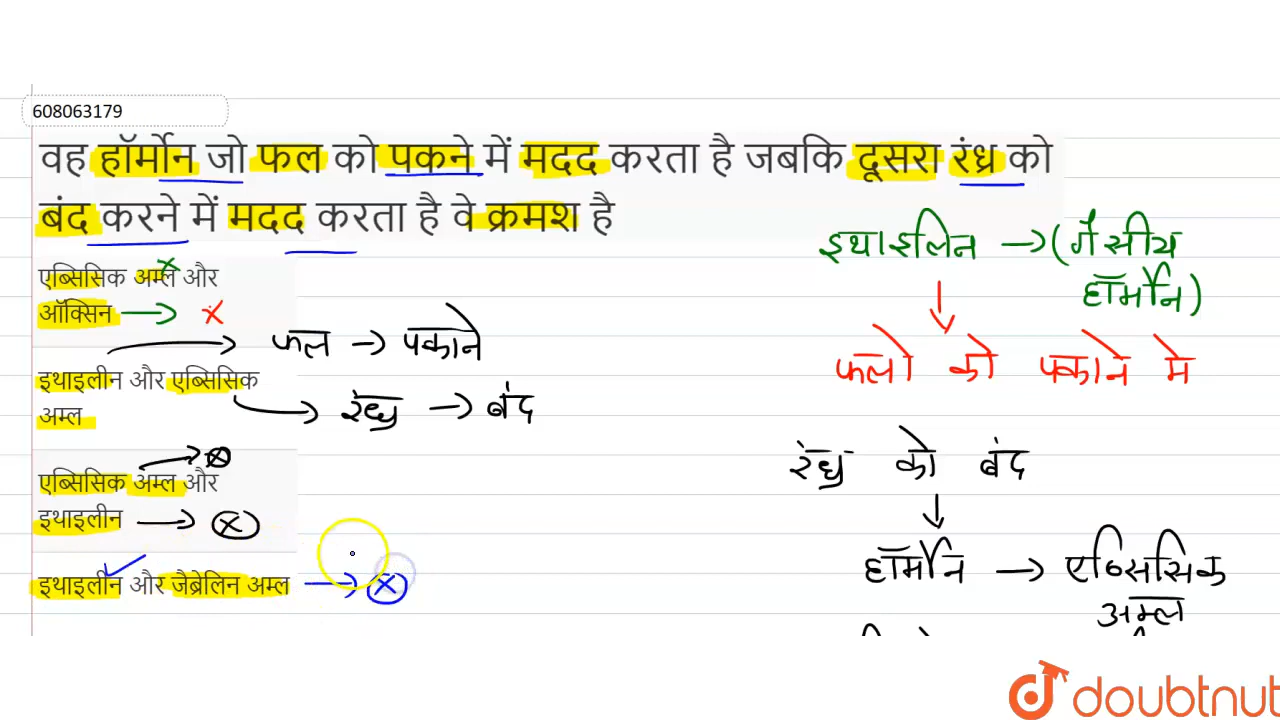 608063179
वह हॉर्मोन जो फल को पकने में मदद करता है जबकि दूसरा रंध्र को
बंद करने में मदद करता है वे क्रमश है
एब्सिसिक अम्ल और
ऑक्सिन → x
इथाइलिन → (गैसीय
हॉर्मोन)
फल → पकाने
फलो को पकाने मे
इथाइलीन और एब्सिसिक
अम्ल
रंध्र → बंद
रंध्र को बंद
एब्सिसिक अम्ल और
इथाइलीन → x
हॉर्मोन → एब्सिसिक
अम्ल
इथाइलीन और जैब्रेलिन अम्ल → x
doubtnut